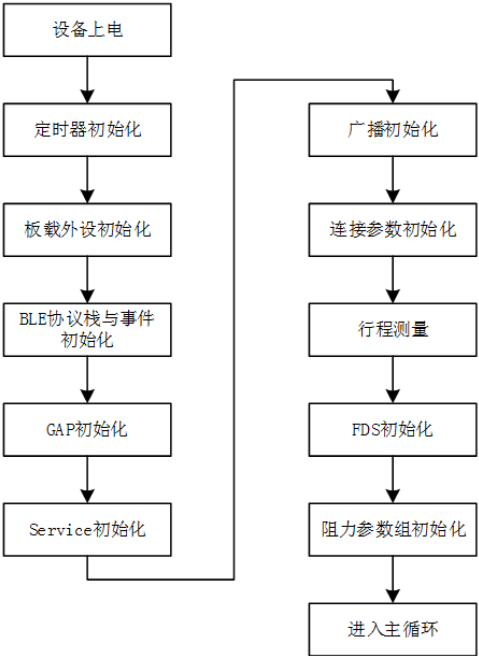 设备上电
定时器初始化
板载外设初始化
BLE协议栈与事件
初始化
GAP初始化
Service初始化
广播初始化
连接参数初始化
行程测量
FDS初始化
阻力参数组初始化
进入主循环